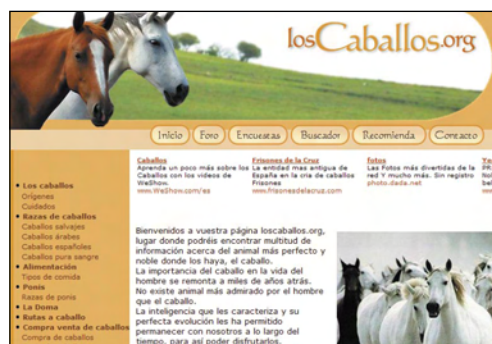 losCaballos.org
Inicio
Foro
Encuestas
Buscador
Recomienda
Contacto
Los caballos
Orígenes
Cuidados
Razas de caballos
Caballos salvajes
Caballos árabes
Caballos españoles
Caballos pura sangre
Alimentación
Tipos de comida
Ponis
Razas de ponis
La Doma
Rutas a caballo
Compra venta de caballos
Compra de caballos
Caballos
Aprenda un poco más sobre los
Caballos con los videos de
WeShow.
www.WeShow.com/es
Frisones de la Cruz
La entidad mas antigua de
España en la cria de caballos
Frisones
www.frisonesdelacruz.com
fotos
Las Fotos más divertidas de la
red Y mucho más. Sin registro
photo.dada.net
Bienvenidos a vuestra página loscaballos.org,
lugar donde podréis encontrar multitud de
información acerca del animal más perfecto y
noble donde los haya, el caballo.
La importancia del caballo en la vida del
hombre se remonta a miles de años atrás.
No existe animal más admirado por el hombre
que el caballo.
La inteligencia que les caracteriza y su
perfecta evolución les ha permitido
permanecer con nosotros a lo largo del
tiempo, para así poder disfrutarlos.